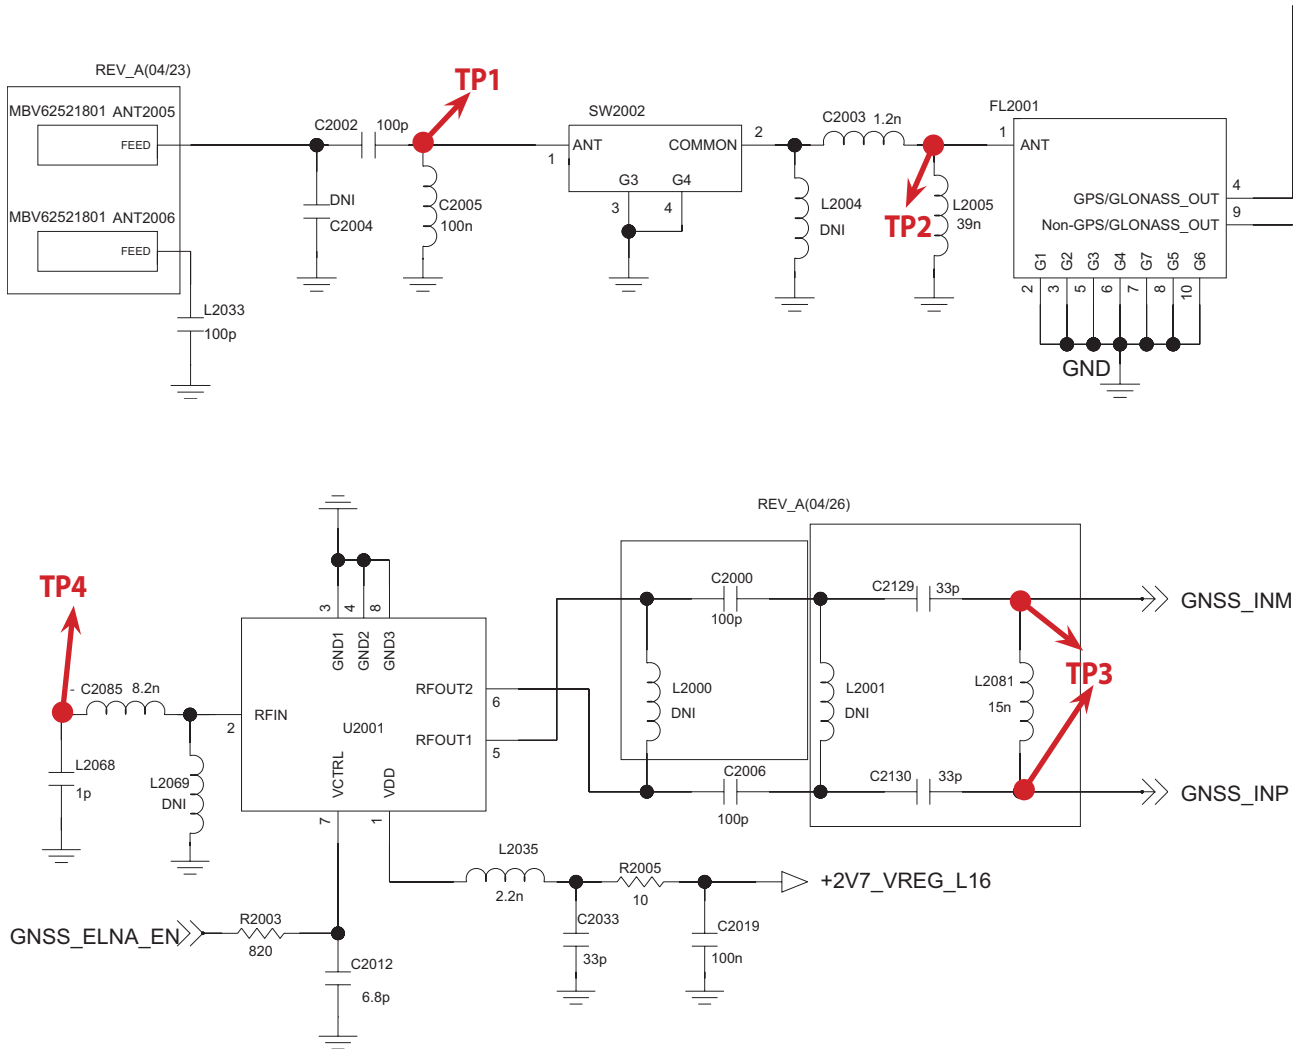 REV_A(04/23)
MBV62521801 ANT2005
FEED
MBV62521801 ANT2006
FEED
L2033
100p
C2002 100p
TP1
DNI
C2004
C2005
100n
SW2002
ANT
COMMON
1
2
G3 G4
3 4
C2003 1.2n
L2004
DNI
TP2
L2005
39n
FL2001
1
ANT
GPS/GLONASS_OUT
4
Non-GPS/GLONASS_OUT
9
G1 G2 G3 G4 G7 G5 G6
2 3 5 6 7 8 10
GND
TP4
- C2085 8.2n
L2068
1p
L2069
DNI
3 4 8
GND1 GND2 GND3
2
RFIN
U2001
RFOUT2
6
RFOUT1
5
VCTRL VDD
7 1
REV_A(04/26)
C2000
100p
L2000
DNI
C2006
100p
C2129 33p
L2001
DNI
L2081
15n
TP3
C2130 33p
GNSS_INM
GNSS_INP
L2035
2.2n
R2005
10
+2V7_VREG_L16
C2033
33p
C2019
100n
GNSS_ELNA_EN
R2003
820
C2012
6.8p